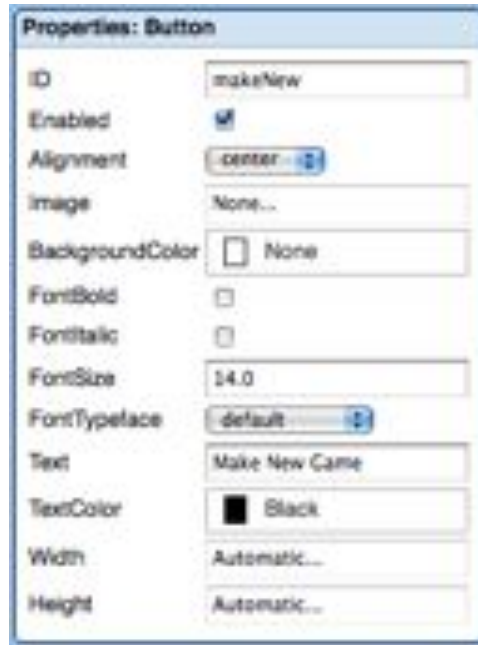 Properties: Button
ID makeNew
Enabled
Alignment center
Image None...
BackgroundColor None
FontBold
FontItalic
FontSize 14.0
FontTypeface default
Text Make New Game
TextColor Black
Width Automatic...
Height Automatic...